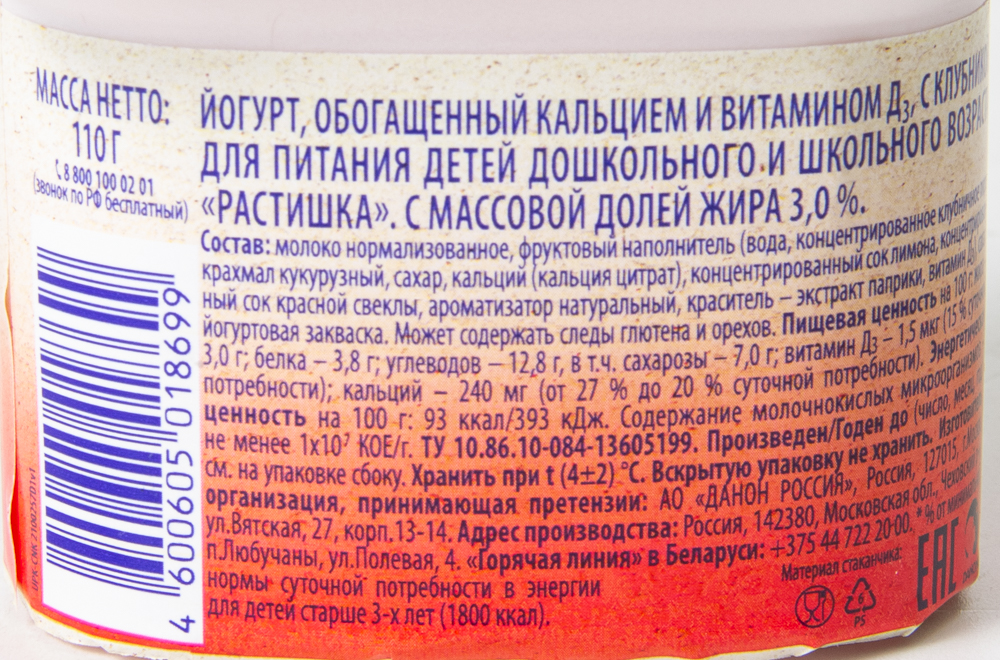 МАССА НЕТТО:
110 Г
8 800 100 02 01
(звонок по РФ бесплатный)
ЙОГУРТ, ОБОГАЩЕННЫЙ КАЛЬЦИЕМ И ВИТАМИНОМ Д3, С
ДЛЯ ПИТАНИЯ ДЕТЕЙ ДОШКОЛЬНОГО И ШКОЛЬНОГО
«РАСТИШКА». С МАССОВОЙ ДОЛЕЙ ЖИРА 3,0 %.
Состав: молоко нормализованное, фруктовый наполнитель (вода, концентрированное клубничное
крахмал кукурузный, сахар, кальций (кальция цитрат), концентрированный сок лимона,
ный сок красной свеклы, ароматизатор натуральный, краситель – экстракт паприки, витамин Д3),
йогуртовая закваска. Может содержать следы глютена и орехов. Пищевая ценность на 100 г:
3,0 г; белка – 3,8 г; углеводов – 12,8 г, в т.ч. сахарозы – 7,0 г; витамин Д3 – 1,5 мкг (15 %
потребности); кальций – 240 мг (от 27 % до 20 % суточной потребности).
ценность на 100 г: 93 ккал/393 кДж. Содержание молочнокислых
не менее 1х10⁷ КОЕ/г. ТУ 10.86.10-084-13605199. Произведен/Годен до (число,
см. на упаковке сбоку. Хранить при t (4±2) °С. Вскрытую упаковку не хранить.
организация, принимающая претензии: АО «ДАНОН РОССИЯ», Россия, 127015,
ул.Вятская, 27, корп.13-14. Адрес производства: Россия, 142380, Московская обл., Чеховский
п.Любучаны, ул.Полевая, 4. «Горячая линия» в Беларуси: +375 44 722 20 00. * % от
нормы суточной потребности в энергии
для детей старше 3-х лет (1800 ккал).
Материал стаканчика:
6
PS
EAC
4 600605 018699